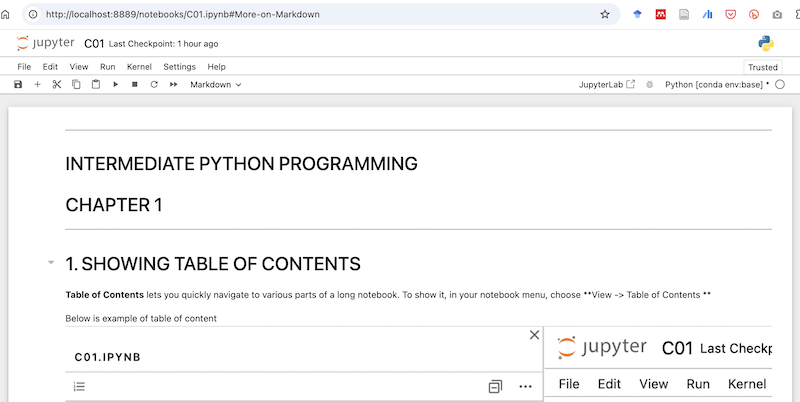 http://localhost:8889/notebooks/C01.ipynb#More-on-Markdown
jupyter C01 Last Checkpoint: 1 hour ago
File Edit View Run Kernel Settings Help Trusted
Markdown JupyterLab Python [conda env:base] *
INTERMEDIATE PYTHON PROGRAMMING
CHAPTER 1
1. SHOWING TABLE OF CONTENTS
Table of Contents lets you quickly navigate to various parts of a long notebook. To show it, in your notebook menu, choose **View -> Table of Contents **
Below is example of table of content
C01.IPYNB
jupyter C01 Last Checkp
File Edit View Run Kernel